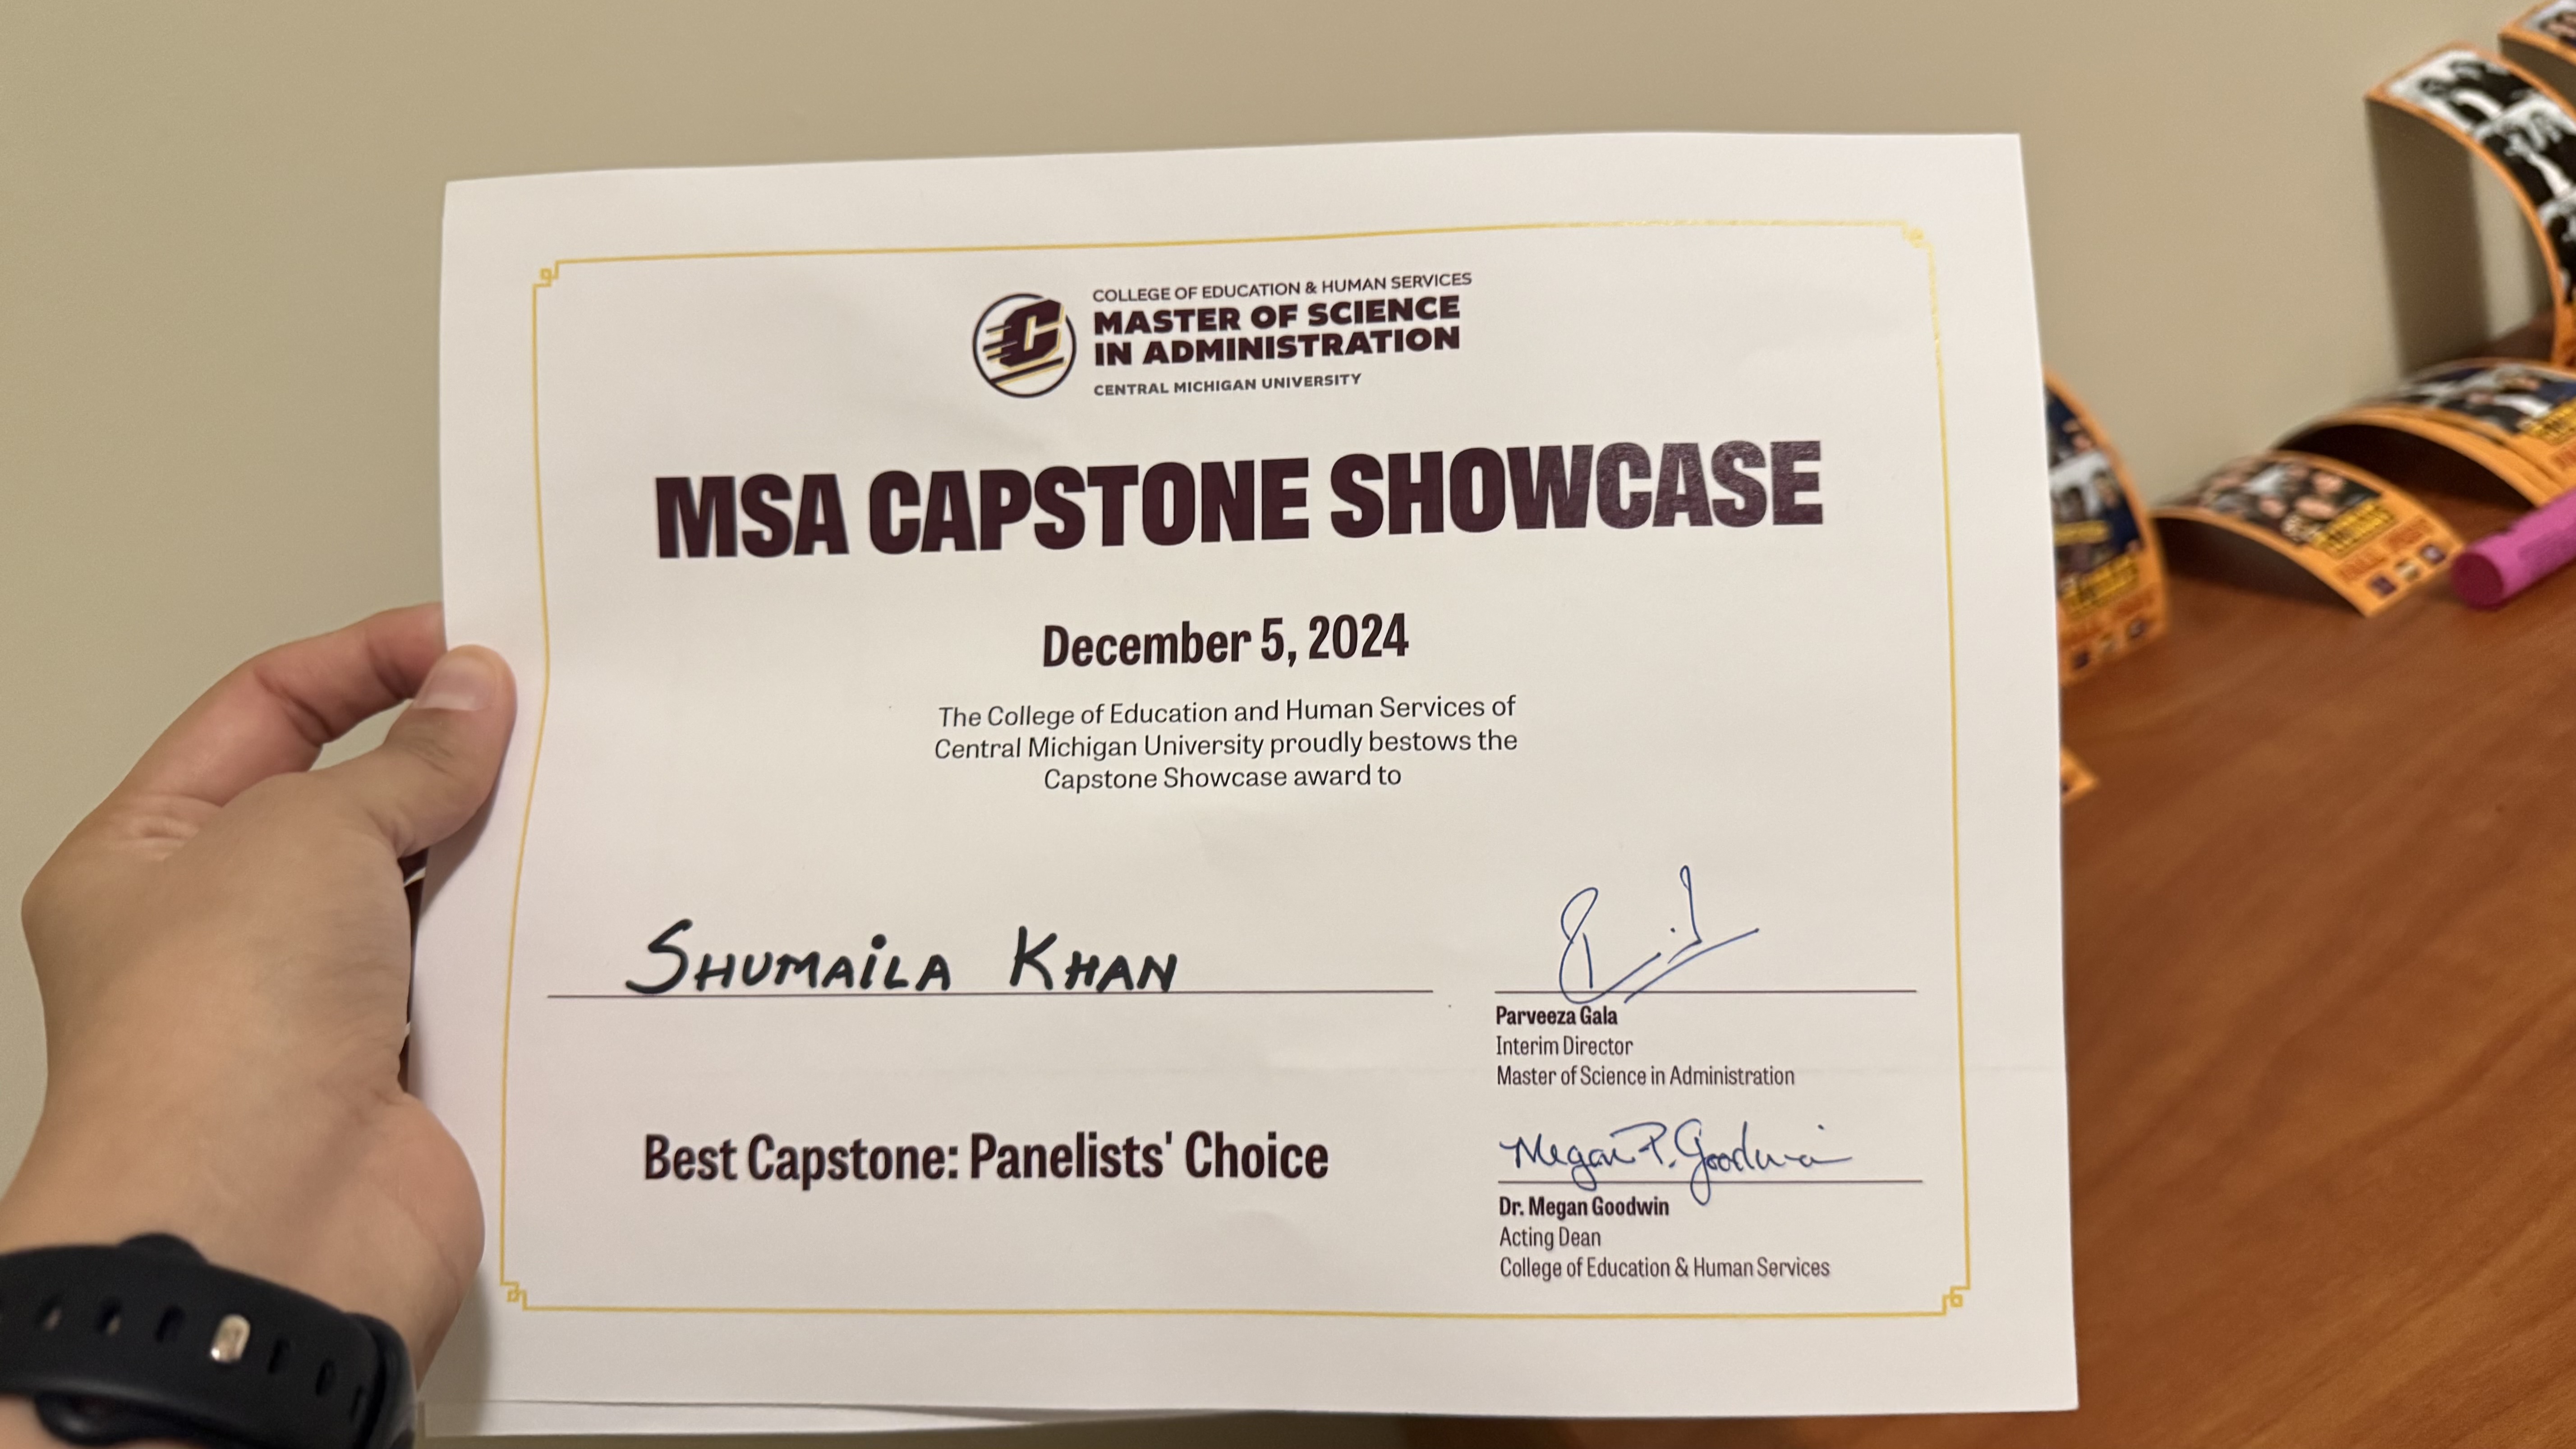 COLLEGE OF EDUCATION & HUMAN SERVICES
MASTER OF SCIENCE
IN ADMINISTRATION
CENTRAL MICHIGAN UNIVERSITY
MSA CAPSTONE SHOWCASE
December 5, 2024
The College of Education and Human Services of
Central Michigan University proudly bestows the
Capstone Showcase award to
SHUMAiLA KHAN
Parveeza Gala
Interim Director
Master of Science in Administration
Best Capstone: Panelists' Choice
Megan P. Goodwin
Dr. Megan Goodwin
Acting Dean
College of Education & Human Services